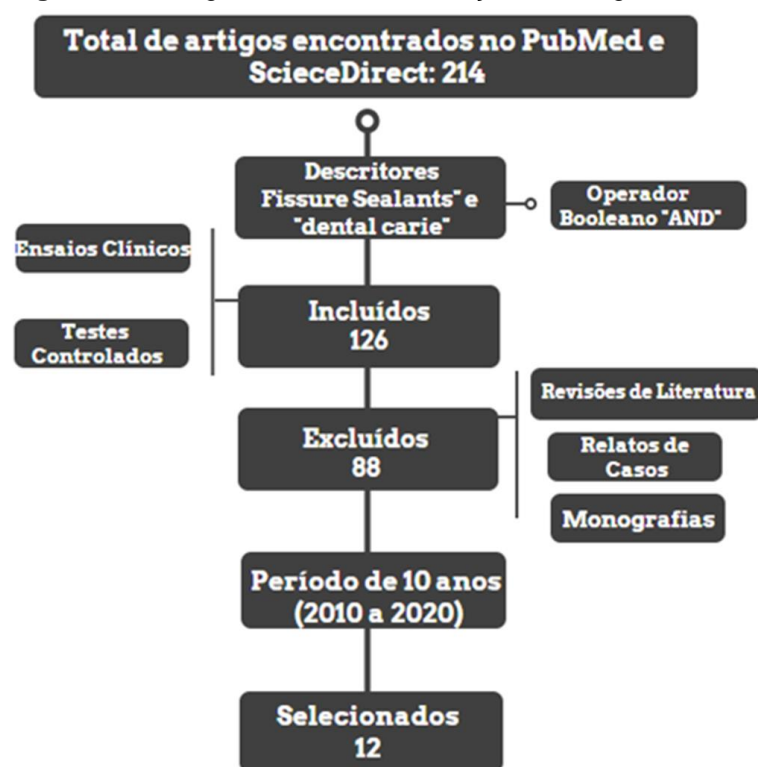 Total de artigos encontrados no PubMed e
ScieceDirect: 214
Descritores
Fissure Sealants" e
"dental carie"
Operador
Booleano "AND"
Ensaios Clínicos
Testes
Controlados
Incluídos
126
Excluídos
88
Revisões de Literatura
Relatos de
Casos
Monografias
Período de 10 anos
(2010 a 2020)
Selecionados
12